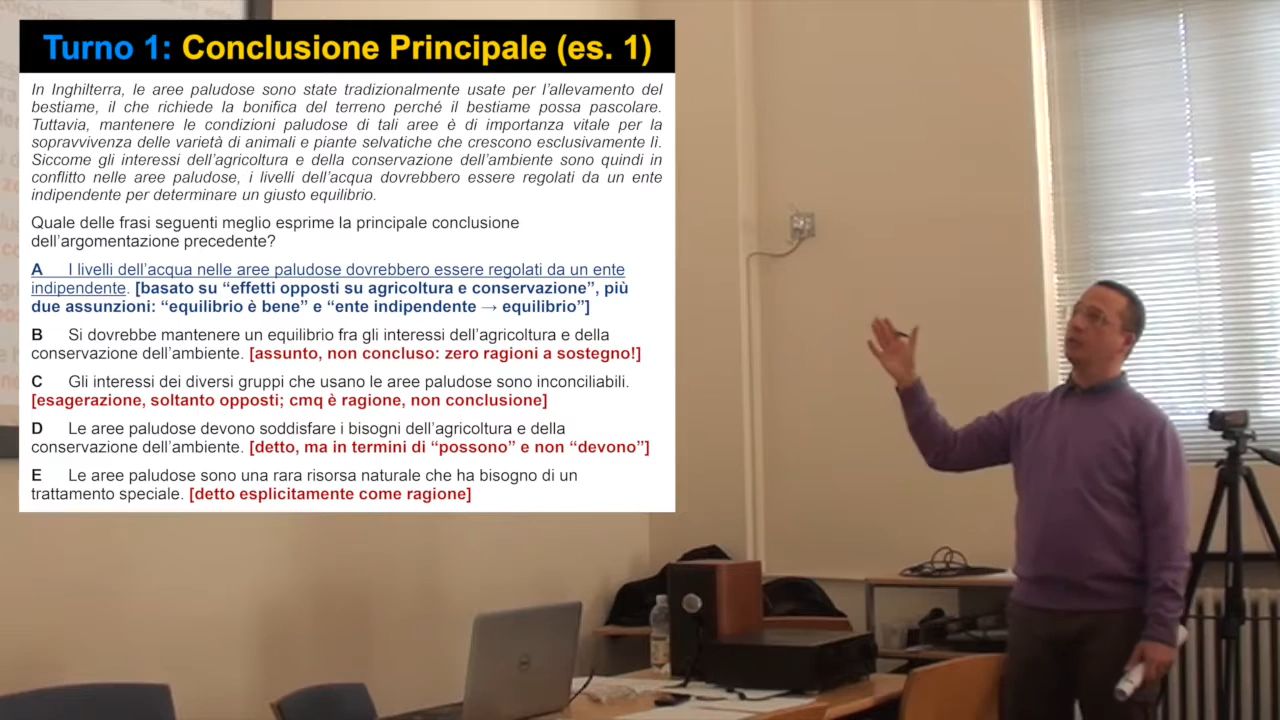 Turno 1: Conclusione Principale (es. 1)
In Inghilterra, le aree paludose sono state tradizionalmente usate per l'allevamento del
bestiame, il che richiede la bonifica del terreno perché il bestiame possa pascolare.
Tuttavia, mantenere le condizioni paludose di tali aree è di importanza vitale per la
sopravvivenza delle varietà di animali e piante selvatiche che crescono esclusivamente lì.
Siccome gli interessi dell'agricoltura e della conservazione dell'ambiente sono quindi in
conflitto nelle aree paludose, i livelli dell'acqua dovrebbero essere regolati da un ente
indipendente per determinare un giusto equilibrio.
Quale delle frasi seguenti meglio esprime la principale conclusione
dell'argomentazione precedente?
A I livelli dell'acqua nelle aree paludose dovrebbero essere regolati da un ente
indipendente. [basato su “effetti opposti su agricoltura e conservazione”, più
due assunzioni: “equilibrio è bene” e “ente indipendente → equilibrio”]
B Si dovrebbe mantenere un equilibrio fra gli interessi dell'agricoltura e della
conservazione dell'ambiente. [assunto, non concluso: zero ragioni a sostegno!]
C Gli interessi dei diversi gruppi che usano le aree paludose sono inconciliabili.
[esagerazione, soltanto opposti; cmq è ragione, non conclusione]
D Le aree paludose devono soddisfare i bisogni dell'agricoltura e della
conservazione dell'ambiente. [detto, ma in termini di “possono” e non “devono”]
E Le aree paludose sono una rara risorsa naturale che ha bisogno di un
trattamento speciale. [detto esplicitamente come ragione]